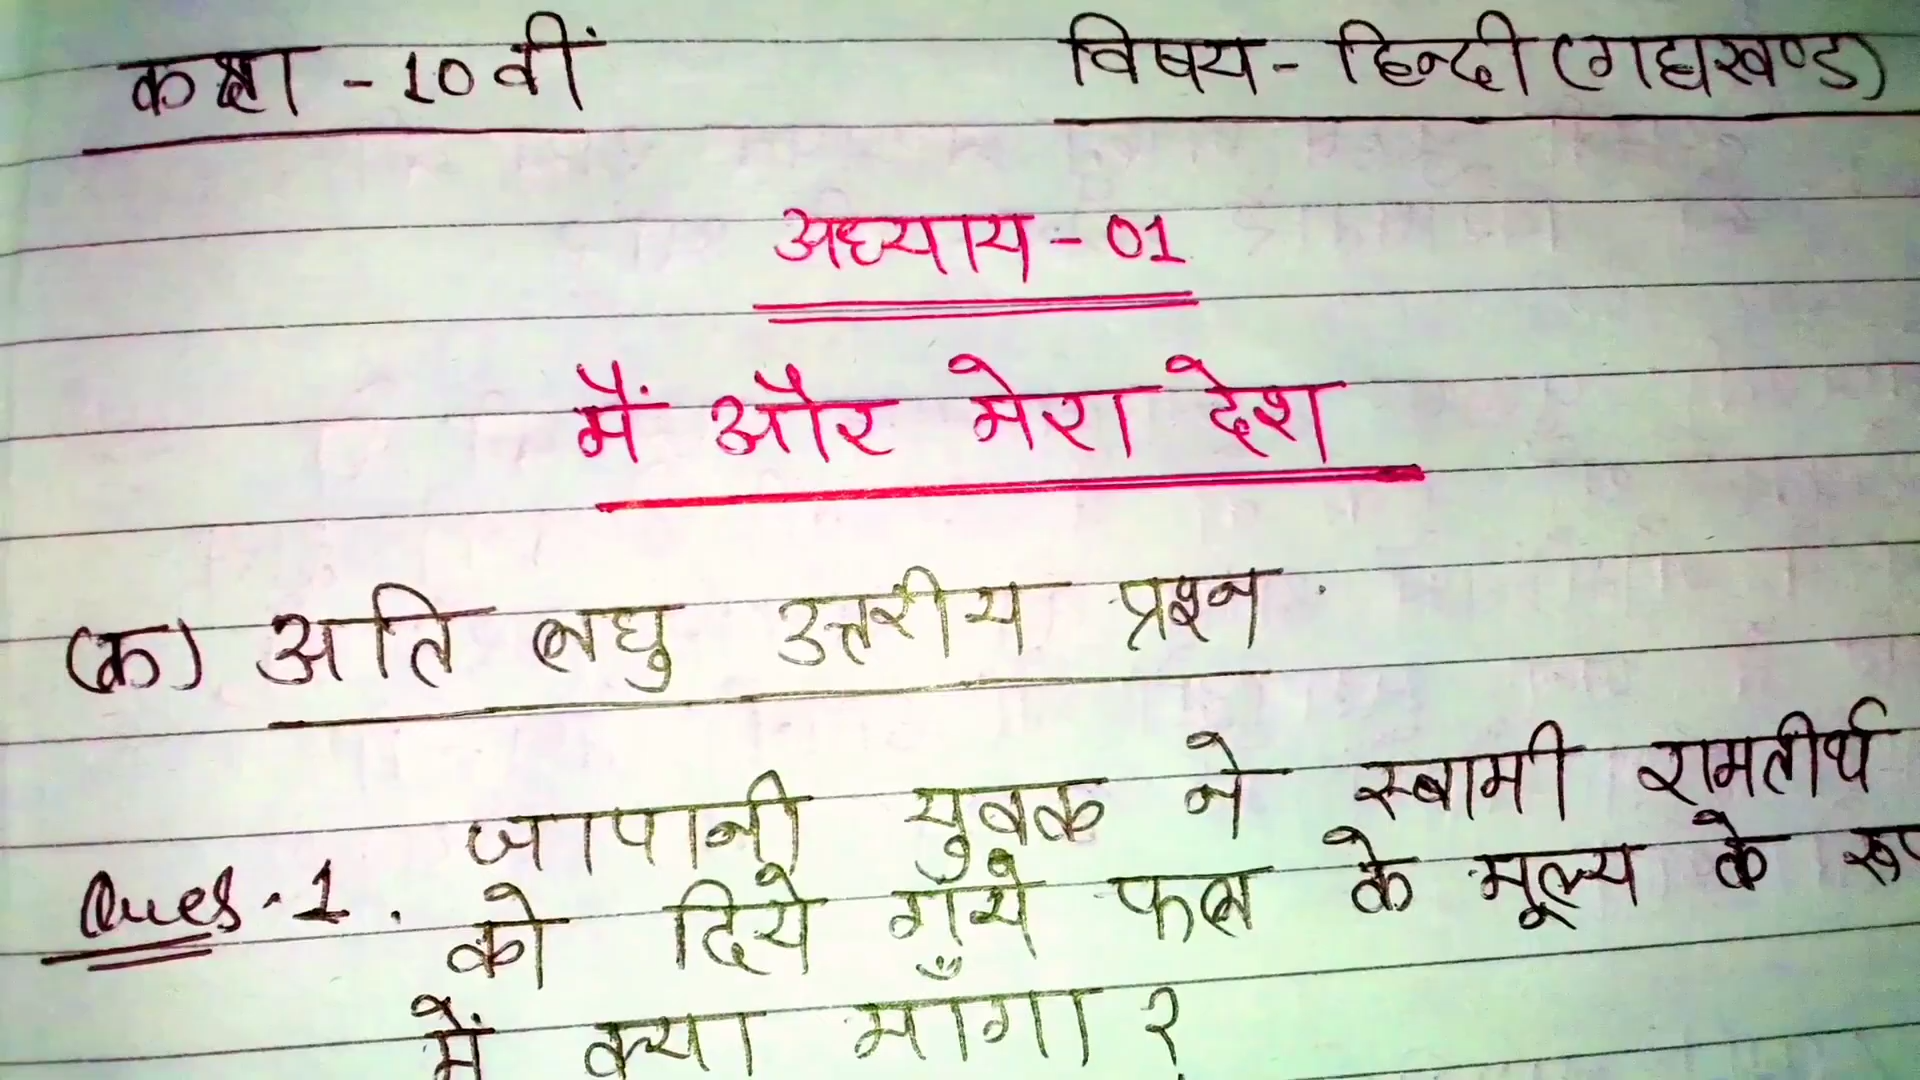 कक्षा - 10वीं
विषय - हिन्दी (गद्यखण्ड)
अध्याय - 01
मैं और मेरा देश
(क) अति लघु उत्तरीय प्रश्न
जापानी युवक ने स्वामी रामतीर्थ
Ques.1. को दिये गये फल के मूल्य के रूप
में क्या माँगा ?